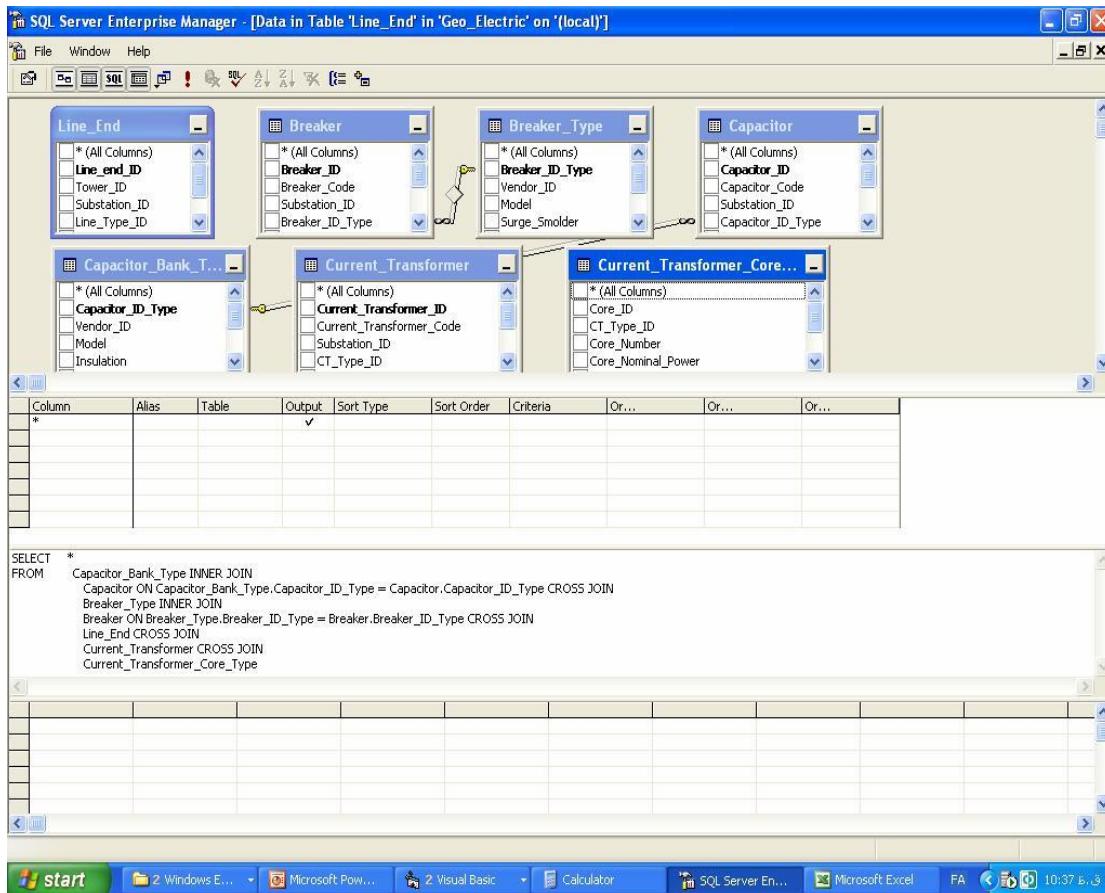 SQL Server Enterprise Manager - [Data in Table 'Line_End' in 'Geo_Electric' on '(local)']
File Window Help
SQL
Line_End
* (All Columns)
Line_end_ID
Tower_ID
Substation_ID
Line_Type_ID
Breaker
* (All Columns)
Breaker_ID
Breaker_Code
Substation_ID
Breaker_ID_Type
Breaker_Type
* (All Columns)
Breaker_ID_Type
Vendor_ID
Model
Surge_Smolder
Capacitor
* (All Columns)
Capacitor_ID
Capacitor_Code
Substation_ID
Capacitor_ID_Type
Capacitor_Bank_T...
* (All Columns)
Capacitor_ID_Type
Vendor_ID
Model
Insulation
Current_Transformer
* (All Columns)
Current_Transformer_ID
Current_Transformer_Code
Substation_ID
CT_Type_ID
Current_Transformer_Core...
* (All Columns)
Core_ID
CT_Type_ID
Core_Number
Core_Nominal_Power
Column Alias Table Output Sort Type Sort Order Criteria Or... Or... Or...
*
SELECT *
FROM Capacitor_Bank_Type INNER JOIN
Capacitor ON Capacitor_Bank_Type.Capacitor_ID_Type = Capacitor.Capacitor_ID_Type CROSS JOIN
Breaker_Type INNER JOIN
Breaker ON Breaker_Type.Breaker_ID_Type = Breaker.Breaker_ID_Type CROSS JOIN
Line_End CROSS JOIN
Current_Transformer CROSS JOIN
Current_Transformer_Core_Type
start 2 Windows E... Microsoft Pow... 2 Visual Basic Calculator SQL Server En... Microsoft Excel FA 10:37